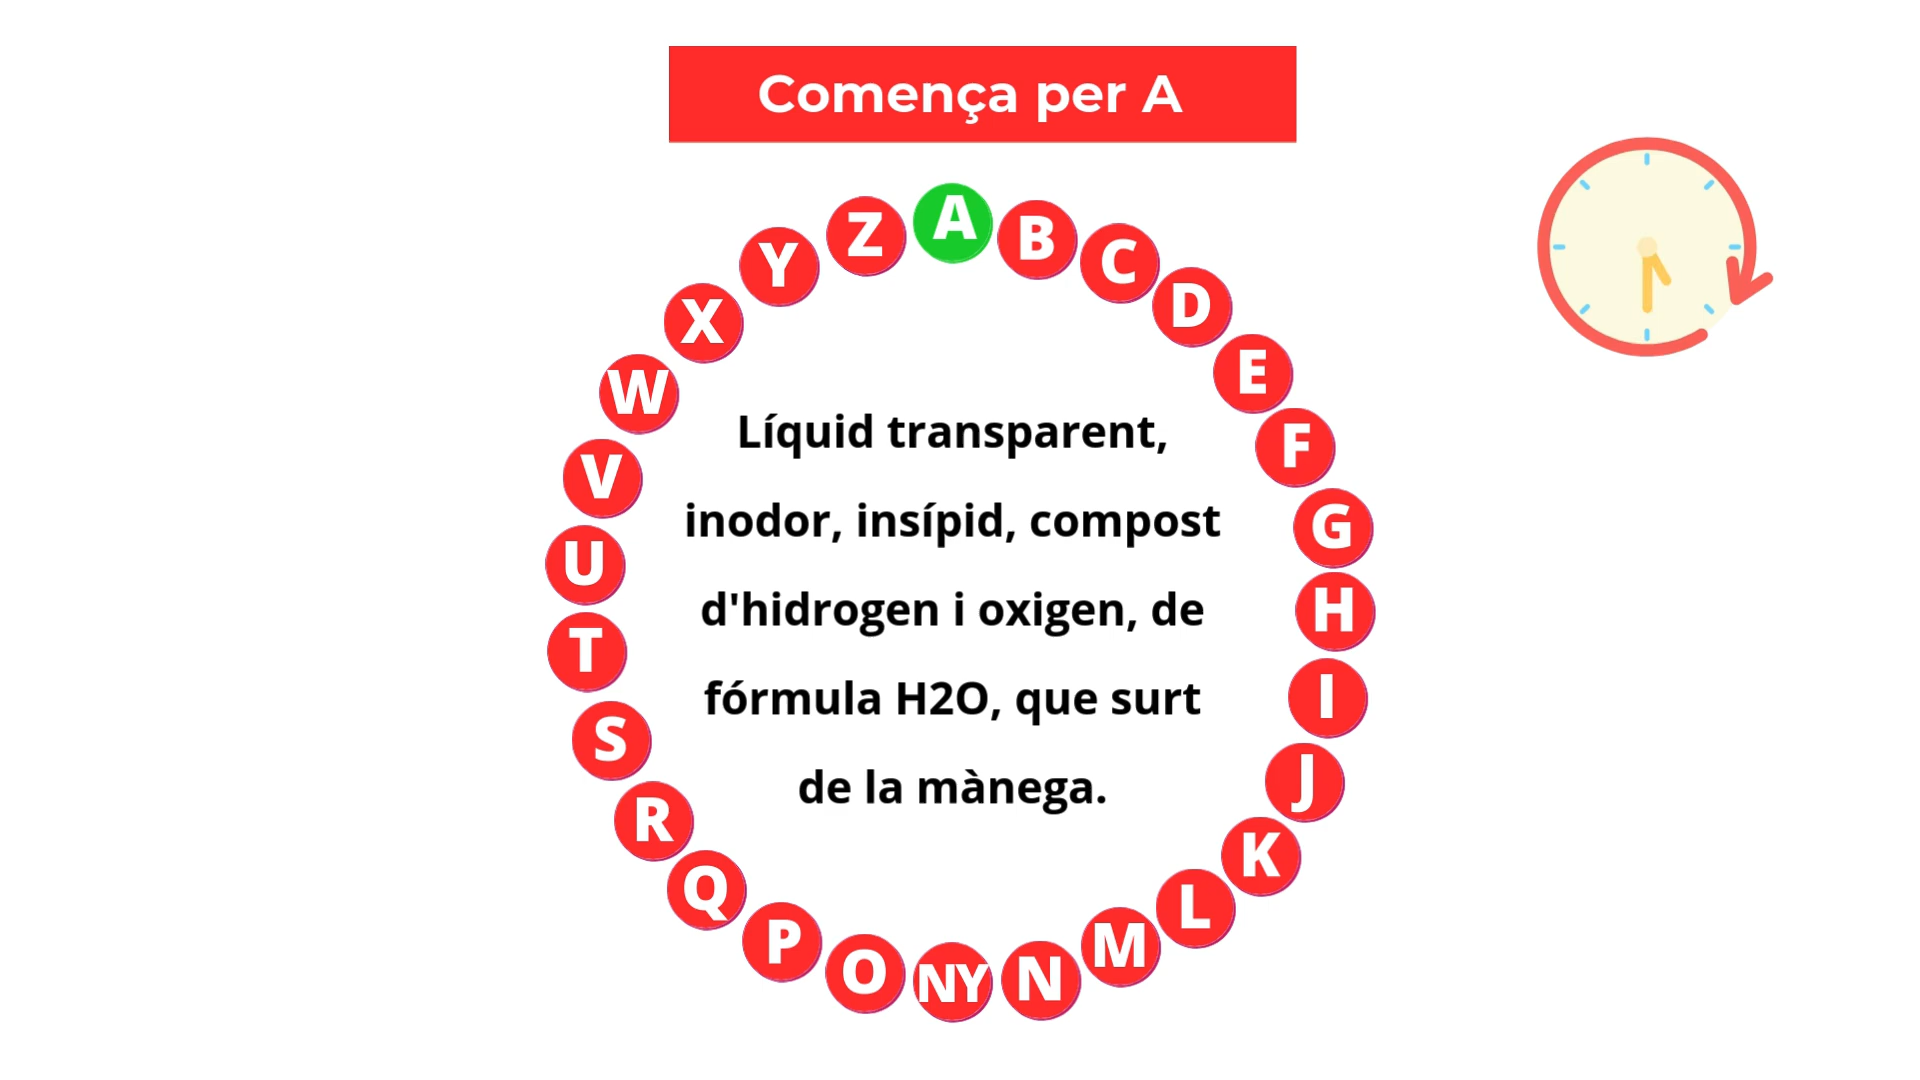 Comença per A
A
B
C
D
E
F
G
H
I
J
K
L
M
N
NY
O
P
Q
R
S
T
U
V
W
X
Y
Z
Líquid transparent,
inodor, insípid, compost
d'hidrogen i oxigen, de
fórmula H2O, que surt
de la mànega.